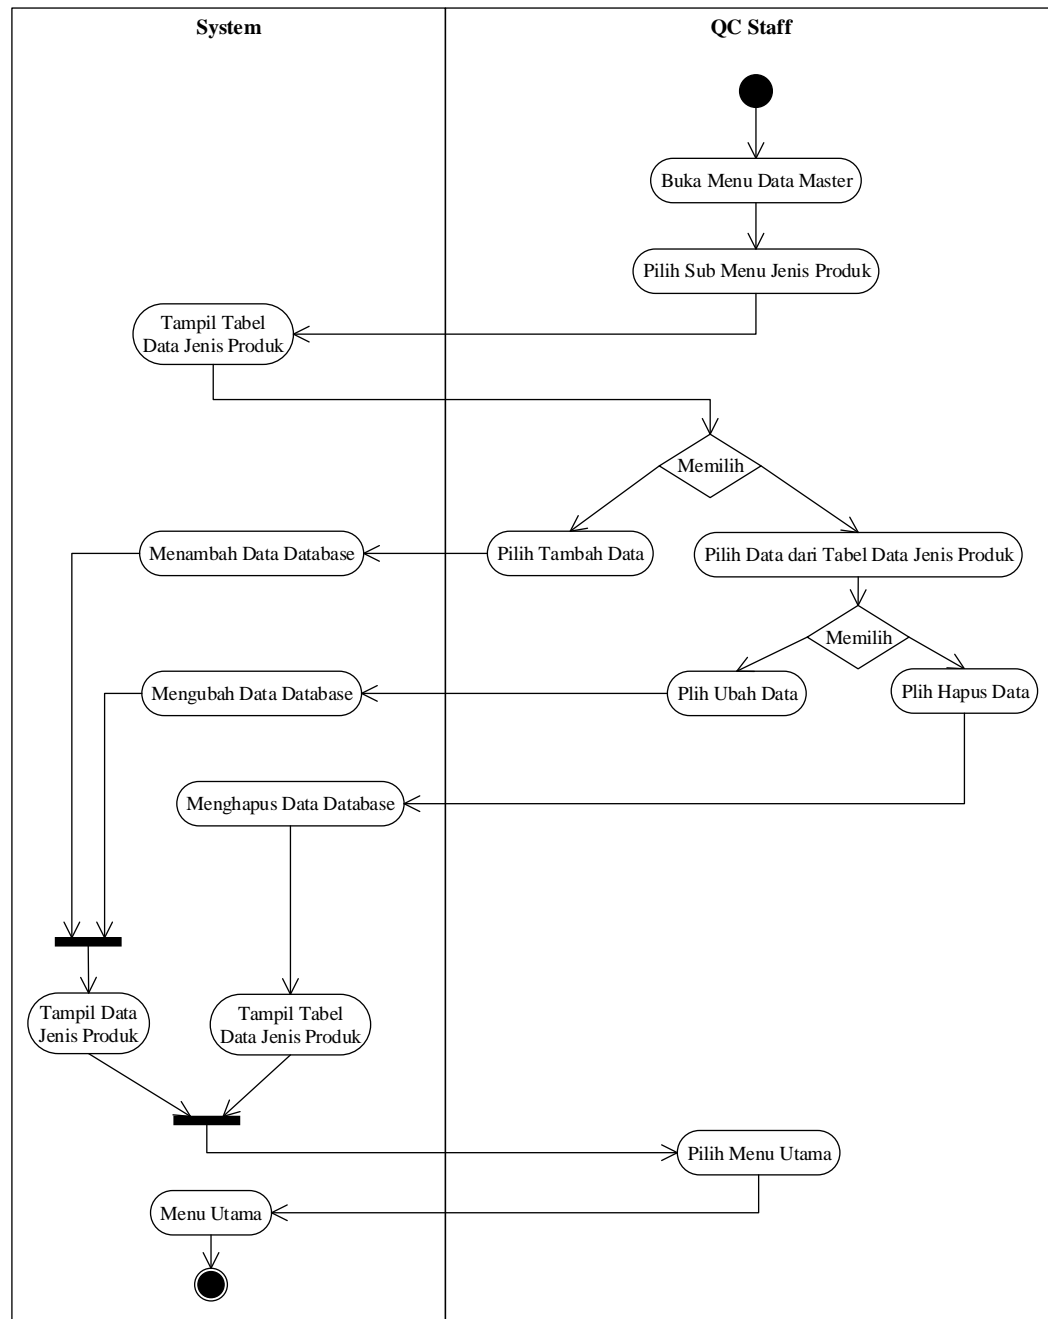 System
QC Staff
Buka Menu Data Master
Pilih Sub Menu Jenis Produk
Tampil Tabel
Data Jenis Produk
Memilih
Menambah Data Database
Pilih Tambah Data
Pilih Data dari Tabel Data Jenis Produk
Memilih
Mengubah Data Database
Plih Ubah Data
Plih Hapus Data
Menghapus Data Database
Tampil Data
Jenis Produk
Tampil Tabel
Data Jenis Produk
Pilih Menu Utama
Menu Utama